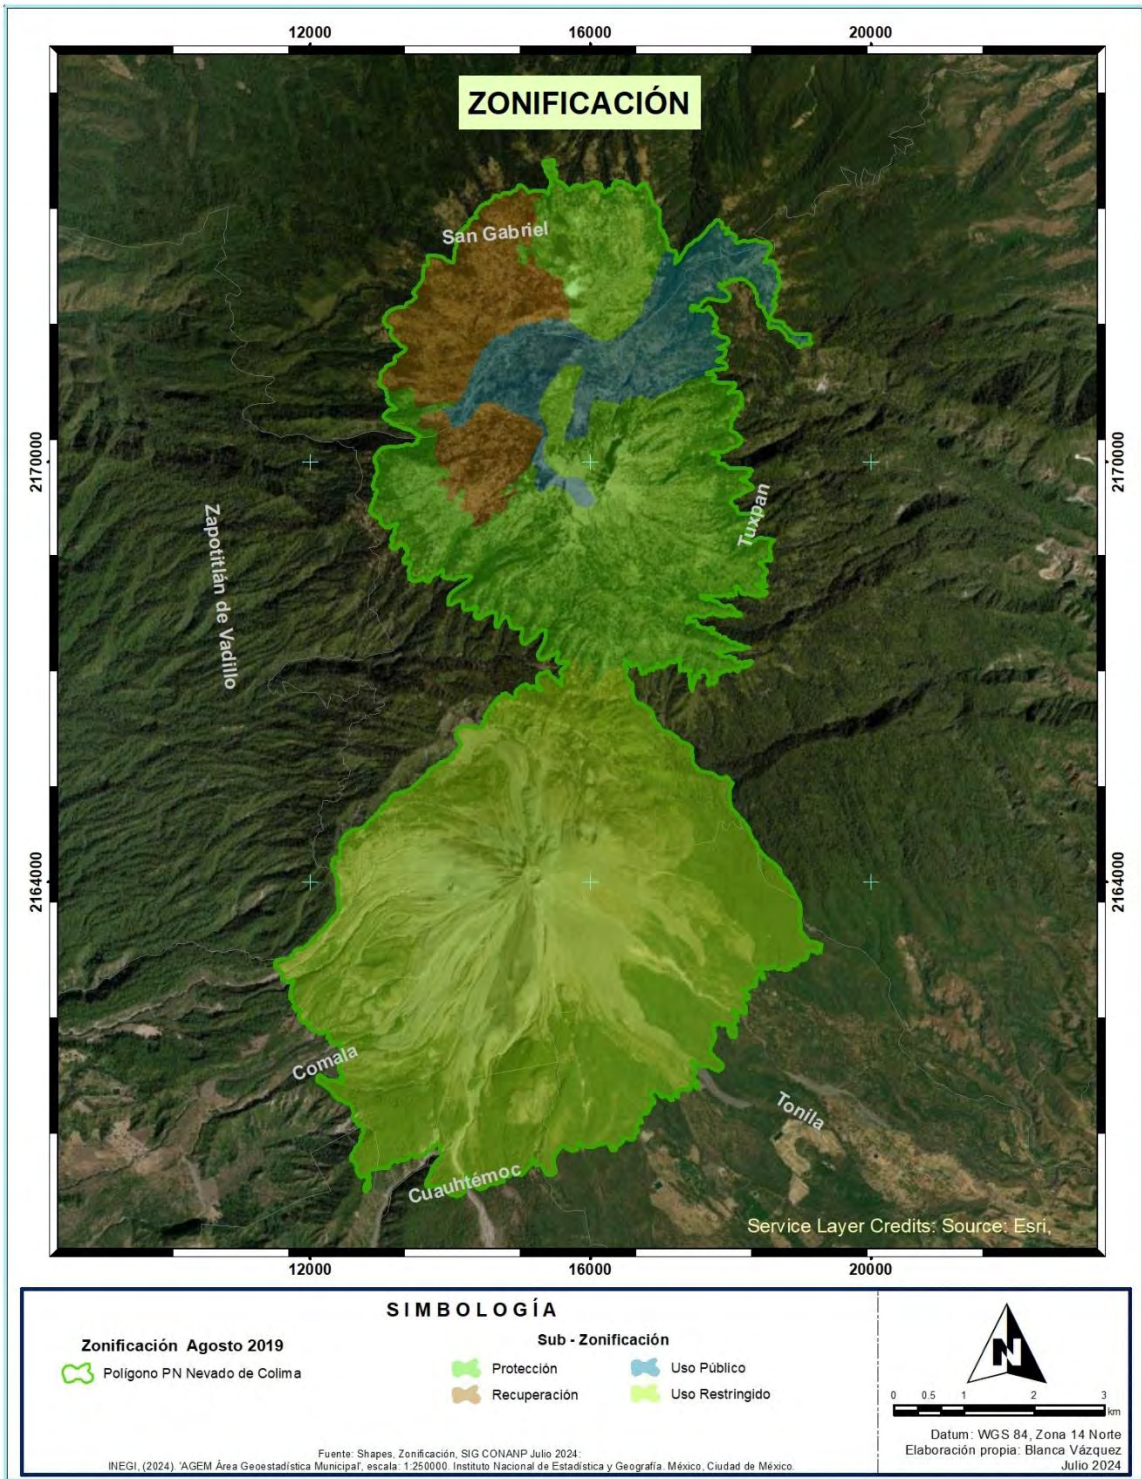 12000 16000 20000
ZONIFICACIÓN
San Gabriel
2170000 2170000
Tuxpan
Zapotitlán de Vadillo
2164000 2164000
Comala
Tonila
Cuauhtémoc
Service Layer Credits: Source: Esri,
12000 16000 20000
SIMBOLOGÍA
Zonificación Agosto 2019
Polígono PN Nevado de Colima
Sub - Zonificación
Protección
Uso Público
Recuperación
Uso Restringido
N
0 0.5 1 2 3
km
Datum: WGS 84, Zona 14 Norte
Elaboración propia: Blanca Vázquez
Julio 2024
Fuente: Shapes, Zonificación, SIG CONANP Julio 2024:
INEGI, (2024). 'AGEM Área Geoestadística Municipal', escala: 1:250000. Instituto Nacional de Estadística y Geografía. México, Ciudad de México.